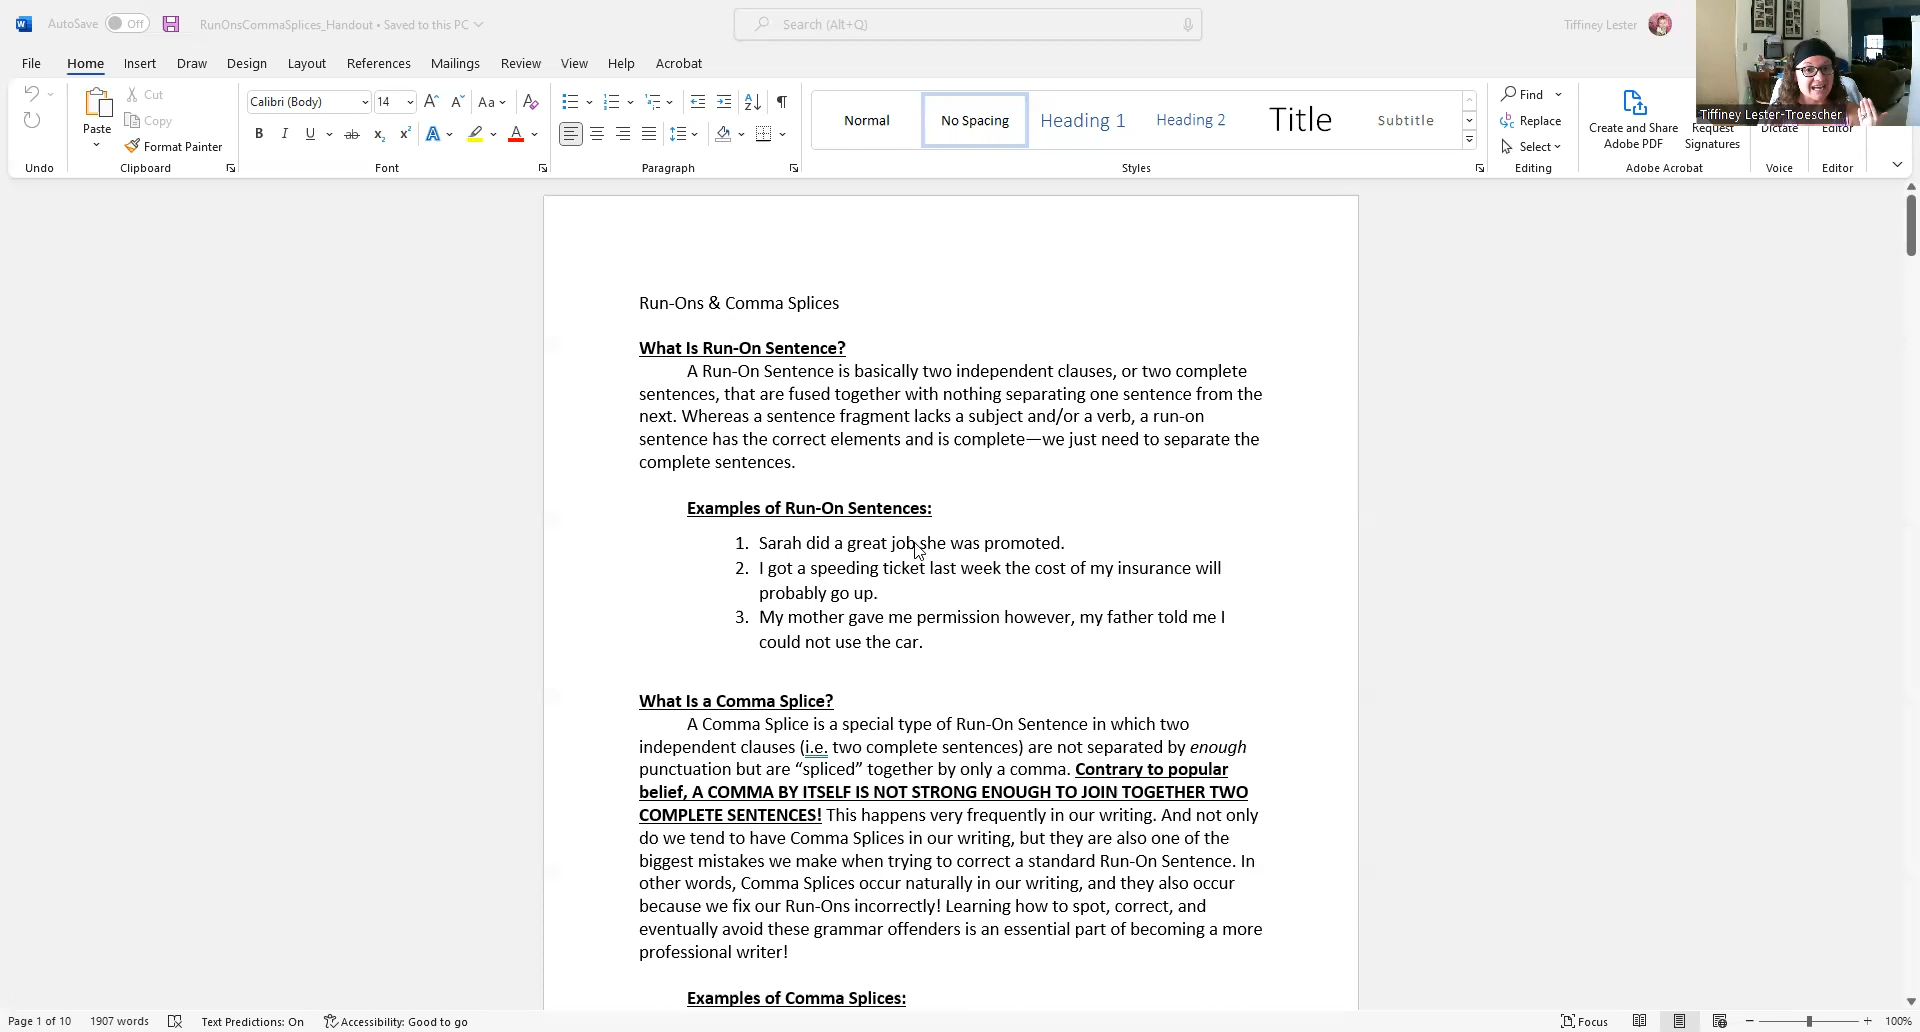 AutoSave Off RunOnsCommaSplices_Handout • Saved to this PC Search (Alt+Q) Tiffiney Lester
File Home Insert Draw Design Layout References Mailings Review View Help Acrobat
Calibri (Body) 14 Aa
Paste Cut Copy Format Painter
B I U ab x₂ x² A A
Normal No Spacing Heading 1 Heading 2 Title Subtitle
Find Replace Select
Create and Share Adobe PDF Request Signatures Dictate Editor
Tiffiney Lester-Troescher
Undo Clipboard Font Paragraph Styles Editing Adobe Acrobat Voice Editor
Run-Ons & Comma Splices
What Is Run-On Sentence?
A Run-On Sentence is basically two independent clauses, or two complete
sentences, that are fused together with nothing separating one sentence from the
next. Whereas a sentence fragment lacks a subject and/or a verb, a run-on
sentence has the correct elements and is complete—we just need to separate the
complete sentences.
Examples of Run-On Sentences:
1. Sarah did a great job she was promoted.
2. I got a speeding ticket last week the cost of my insurance will
probably go up.
3. My mother gave me permission however, my father told me I
could not use the car.
What Is a Comma Splice?
A Comma Splice is a special type of Run-On Sentence in which two
independent clauses (i.e. two complete sentences) are not separated by enough
punctuation but are “spliced” together by only a comma. Contrary to popular
belief, A COMMA BY ITSELF IS NOT STRONG ENOUGH TO JOIN TOGETHER TWO
COMPLETE SENTENCES! This happens very frequently in our writing. And not only
do we tend to have Comma Splices in our writing, but they are also one of the
biggest mistakes we make when trying to correct a standard Run-On Sentence. In
other words, Comma Splices occur naturally in our writing, and they also occur
because we fix our Run-Ons incorrectly! Learning how to spot, correct, and
eventually avoid these grammar offenders is an essential part of becoming a more
professional writer!
Examples of Comma Splices:
Page 1 of 10 1907 words Text Predictions: On Accessibility: Good to go Focus 100%